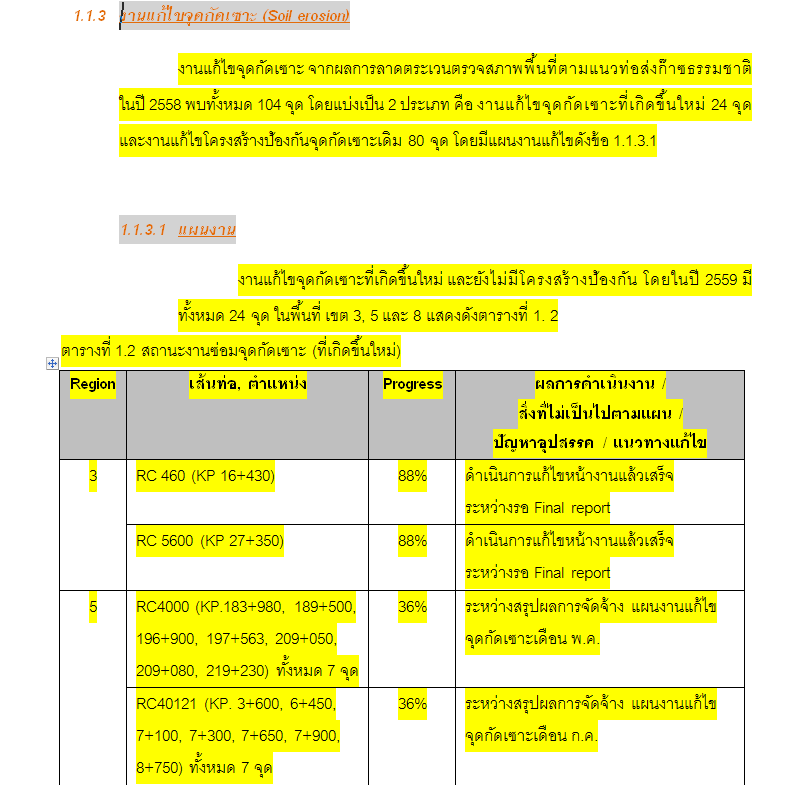 1.1.3 งานแก้ไขจุดกัดเซาะ (Soil erosion)
งานแก้ไขจุดกัดเซาะ จากผลการลาดตระเวนตรวจสภาพพื้นที่ตามแนวท่อส่งก๊าซธรรมชาติ
ในปี 2558 พบทั้งหมด 104 จุด โดยแบ่งเป็น 2 ประเภท คือ งานแก้ไขจุดกัดเซาะที่เกิดขึ้นใหม่ 24 จุด
และงานแก้ไขโครงสร้างป้องกันจุดกัดเซาะเดิม 80 จุด โดยมีแผนงานแก้ไขดังข้อ 1.1.3.1
1.1.3.1 แผนงาน
งานแก้ไขจุดกัดเซาะที่เกิดขึ้นใหม่ และยังไม่มีโครงสร้างป้องกัน โดยในปี 2559 มี
ทั้งหมด 24 จุด ในพื้นที่ เขต 3, 5 และ 8 แสดงดังตารางที่ 1. 2
ตารางที่ 1.2 สถานะงานซ่อมจุดกัดเซาะ (ที่เกิดขึ้นใหม่)
Region เส้นท่อ, ตำแหน่ง Progress ผลการดำเนินงาน /
สิ่งที่ไม่เป็นไปตามแผน /
ปัญหาอุปสรรค / แนวทางแก้ไข
3 RC 460 (KP 16+430) 88% ดำเนินการแก้ไขหน้างานแล้วเสร็จ
ระหว่างรอ Final report
RC 5600 (KP 27+350) 88% ดำเนินการแก้ไขหน้างานแล้วเสร็จ
ระหว่างรอ Final report
5 RC4000 (KP.183+980, 189+500, 36% ระหว่างสรุปผลการจัดจ้าง แผนงานแก้ไข
196+900, 197+563, 209+050, จุดกัดเซาะเดือน พ.ค.
209+080, 219+230) ทั้งหมด 7 จุด
RC40121 (KP. 3+600, 6+450, 36% ระหว่างสรุปผลการจัดจ้าง แผนงานแก้ไข
7+100, 7+300, 7+650, 7+900, จุดกัดเซาะเดือน ก.ค.
8+750) ทั้งหมด 7 จุด